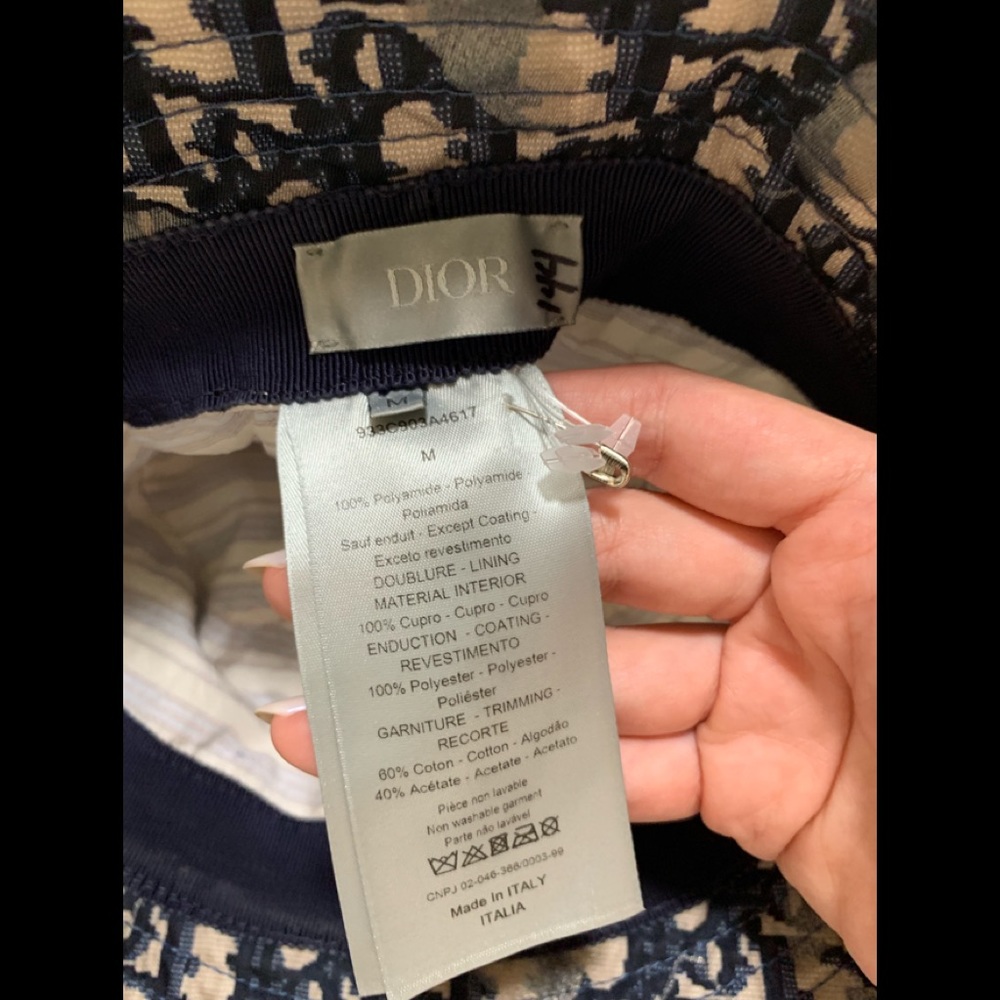 DIOR
144
M
933C903A4617
M
100% Polyamide - Polyamide -
Poliamida
Sauf enduit - Except Coating -
Exceto revestimento
DOUBLURE - LINING
MATERIAL INTERIOR
100% Cupro - Cupro - Cupro
ENDUCTION - COATING -
REVESTIMENTO
100% Polyester - Polyester -
Poliéster
GARNITURE - TRIMMING -
RECORTE
60% Coton - Cotton - Algodão
40% Acétate - Acetate - Acetato
Pièce non lavable
Non washable garment
Parte não lavável
CNPJ 02-046-366/0003-99
Made in ITALY
ITALIA